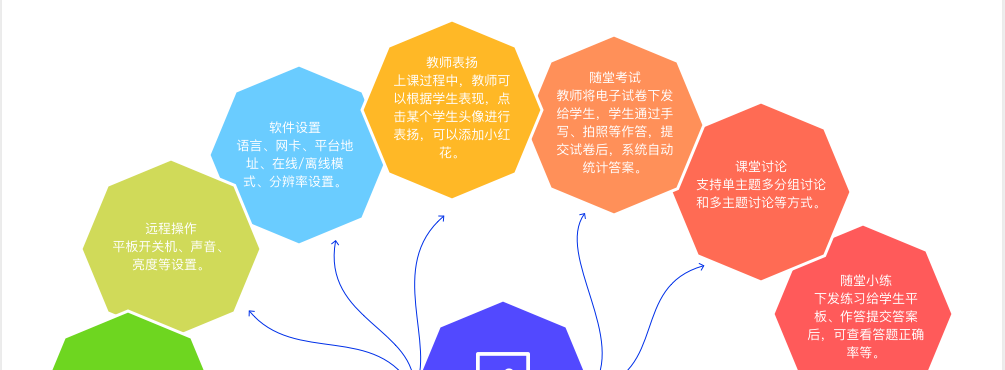 教师表扬
上课过程中，教师可
以根据学生表现，点
击某个学生头像进行
表扬，可以添加小红
花。
随堂考试
教师将电子试卷下发
给学生，学生通过手
写、拍照等作答，提
交试卷后，系统自动
统计答案。
软件设置
语言、网卡、平台地
址、在线/离线模
式、分辨率设置。
课堂讨论
支持单主题多分组讨论
和多主题讨论等方式。
远程操作
平板开关机、声音、
亮度等设置。
随堂小练
下发练习给学生平
板、作答提交答案
后，可查看答题正确
率等。